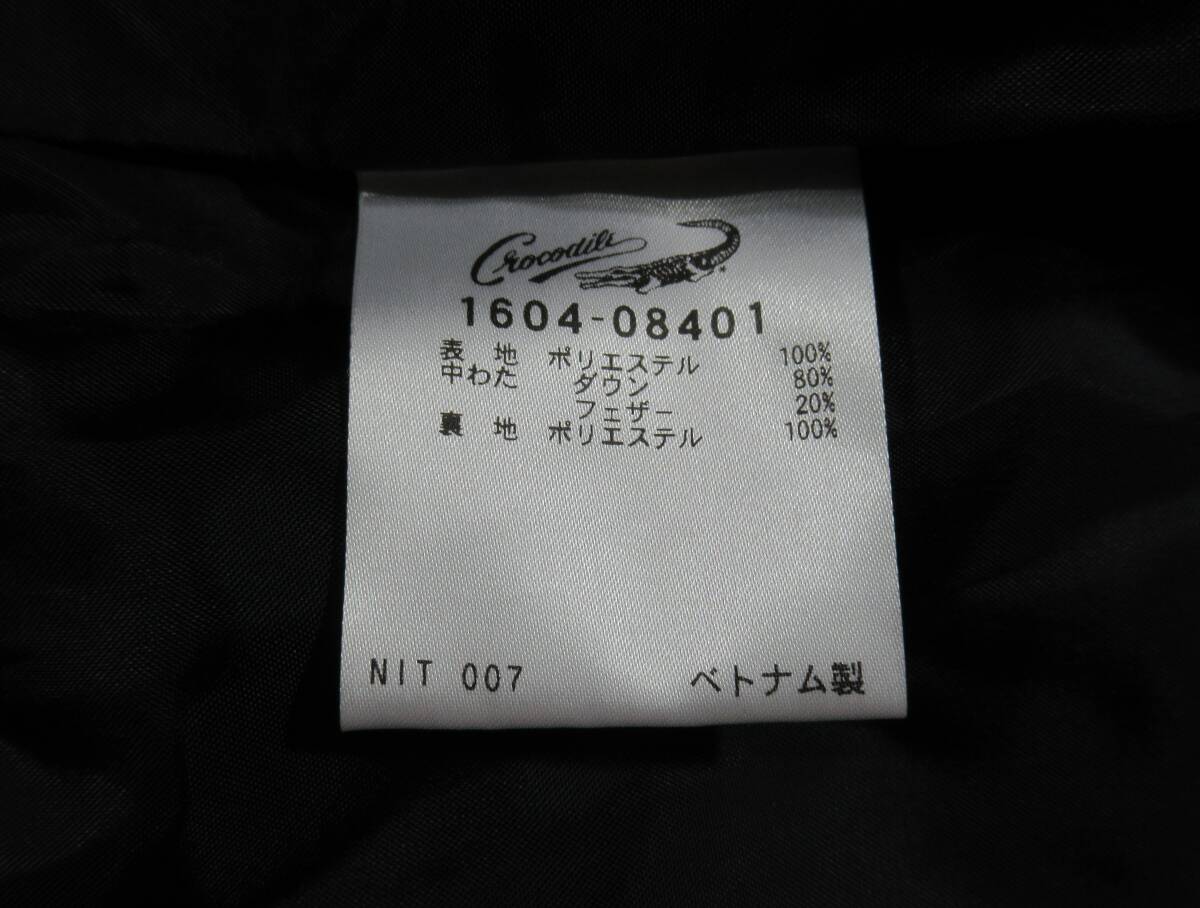 Crocodile
1604-08401
表 地 ポリエステル 100%
中わた ダウン 80%
フェザー 20%
裏 地 ポリエステル 100%
NIT 007 ベトナム製